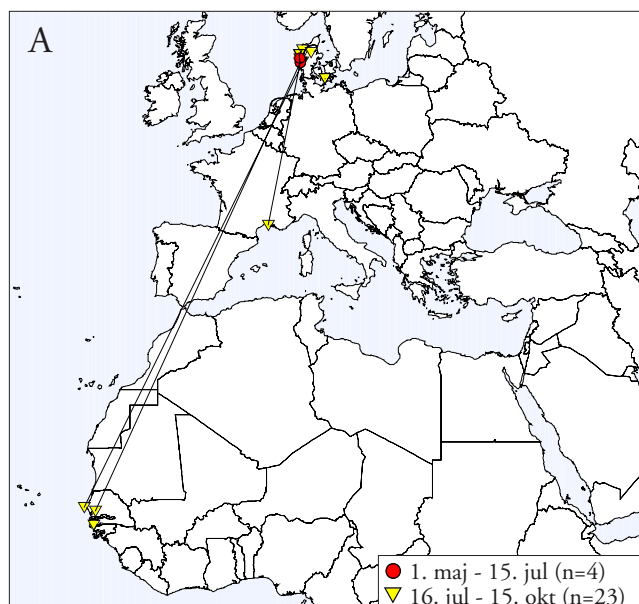 A
1. maj - 15. jul (n=4)
16. jul - 15. okt (n=23)